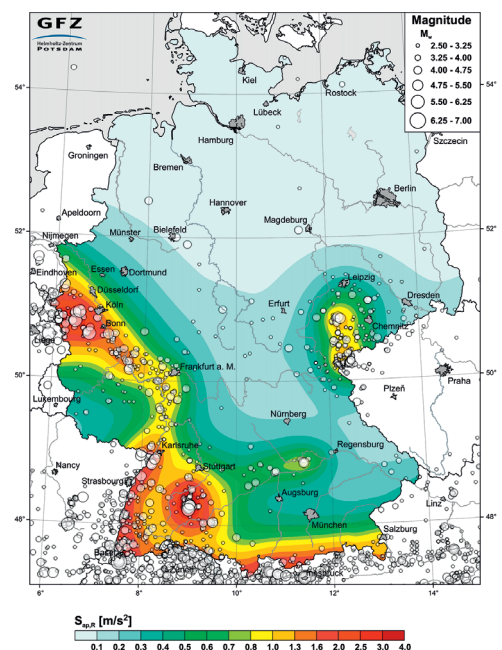 GFZ
Helmholtz-Zentrum
POTSDAM
Magnitude
Mw
2.50 - 3.25
3.25 - 4.00
4.00 - 4.75
4.75 - 5.50
5.50 - 6.25
6.25 - 7.00
Kiel
Rostock
54°
54°
Lübeck
Hamburg
Szczecin
Groningen
Bremen
Berlin
Hannover
Apeldoorn
Magdeburg
52°
52°
Nijmegen
Münster
Bielefeld
Eindhoven
Essen
Dortmund
Leipzig
Düsseldorf
Dresden
Köln
Erfurt
Chemnitz
Bonn
Liège
Frankfurt a. M.
50°
50°
Praha
Plzeň
Luxembourg
Nürnberg
Karlsruhe
Regensburg
Nancy
Stuttgart
Strasbourg
Augsburg
Linz
48°
48°
München
Salzburg
Basel
Zürich
Innsbruck
6°
8°
10°
12°
14°
Sap,R [m/s²]
0.1 0.2 0.3 0.4 0.5 0.6 0.7 0.8 1.0 1.3 1.6 2.0 2.5 3.0 4.0